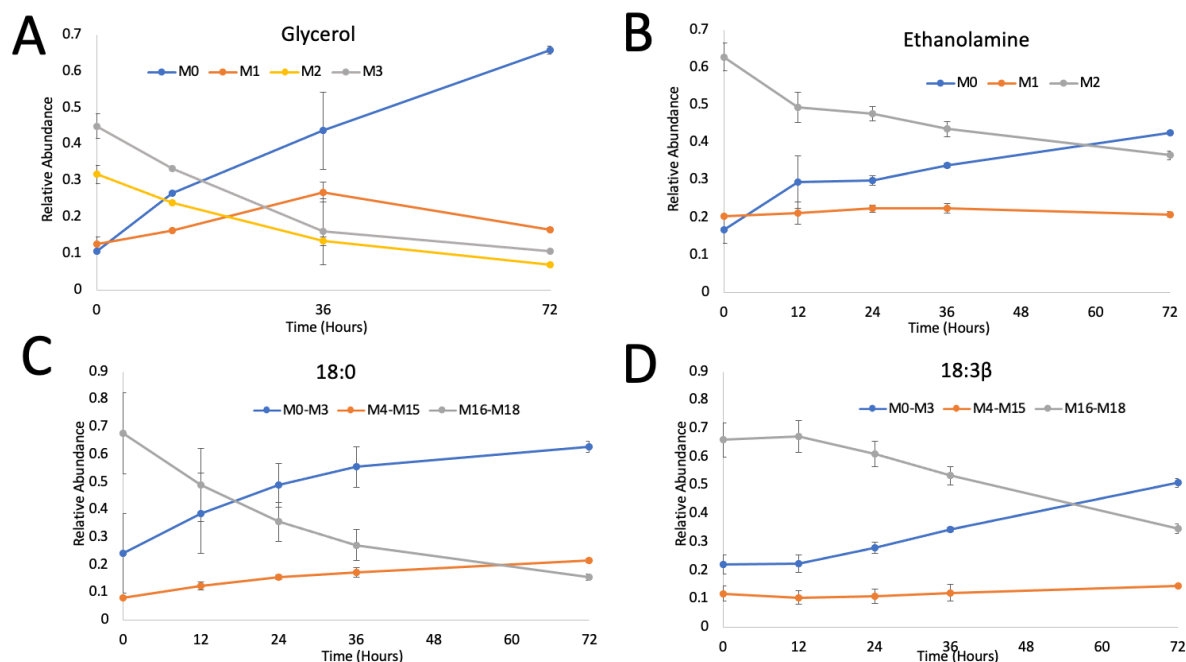 A
Glycerol
M0 M1 M2 M3
Relative Abundance
0.7
0.6
0.5
0.4
0.3
0.2
0.1
0
0 36 72
Time (Hours)
B
Ethanolamine
M0 M1 M2
Relative Abundance
0.7
0.6
0.5
0.4
0.3
0.2
0.1
0
0 12 24 36 48 60 72
Time (Hours)
C
18:0
M0-M3 M4-M15 M16-M18
Relative Abundance
0.9
0.8
0.7
0.6
0.5
0.4
0.3
0.2
0.1
0
0 12 24 36 48 60 72
Time (Hours)
D
18:3β
M0-M3 M4-M15 M16-M18
Relative Abundance
0.9
0.8
0.7
0.6
0.5
0.4
0.3
0.2
0.1
0
0 12 24 36 48 60 72
Time (Hours)